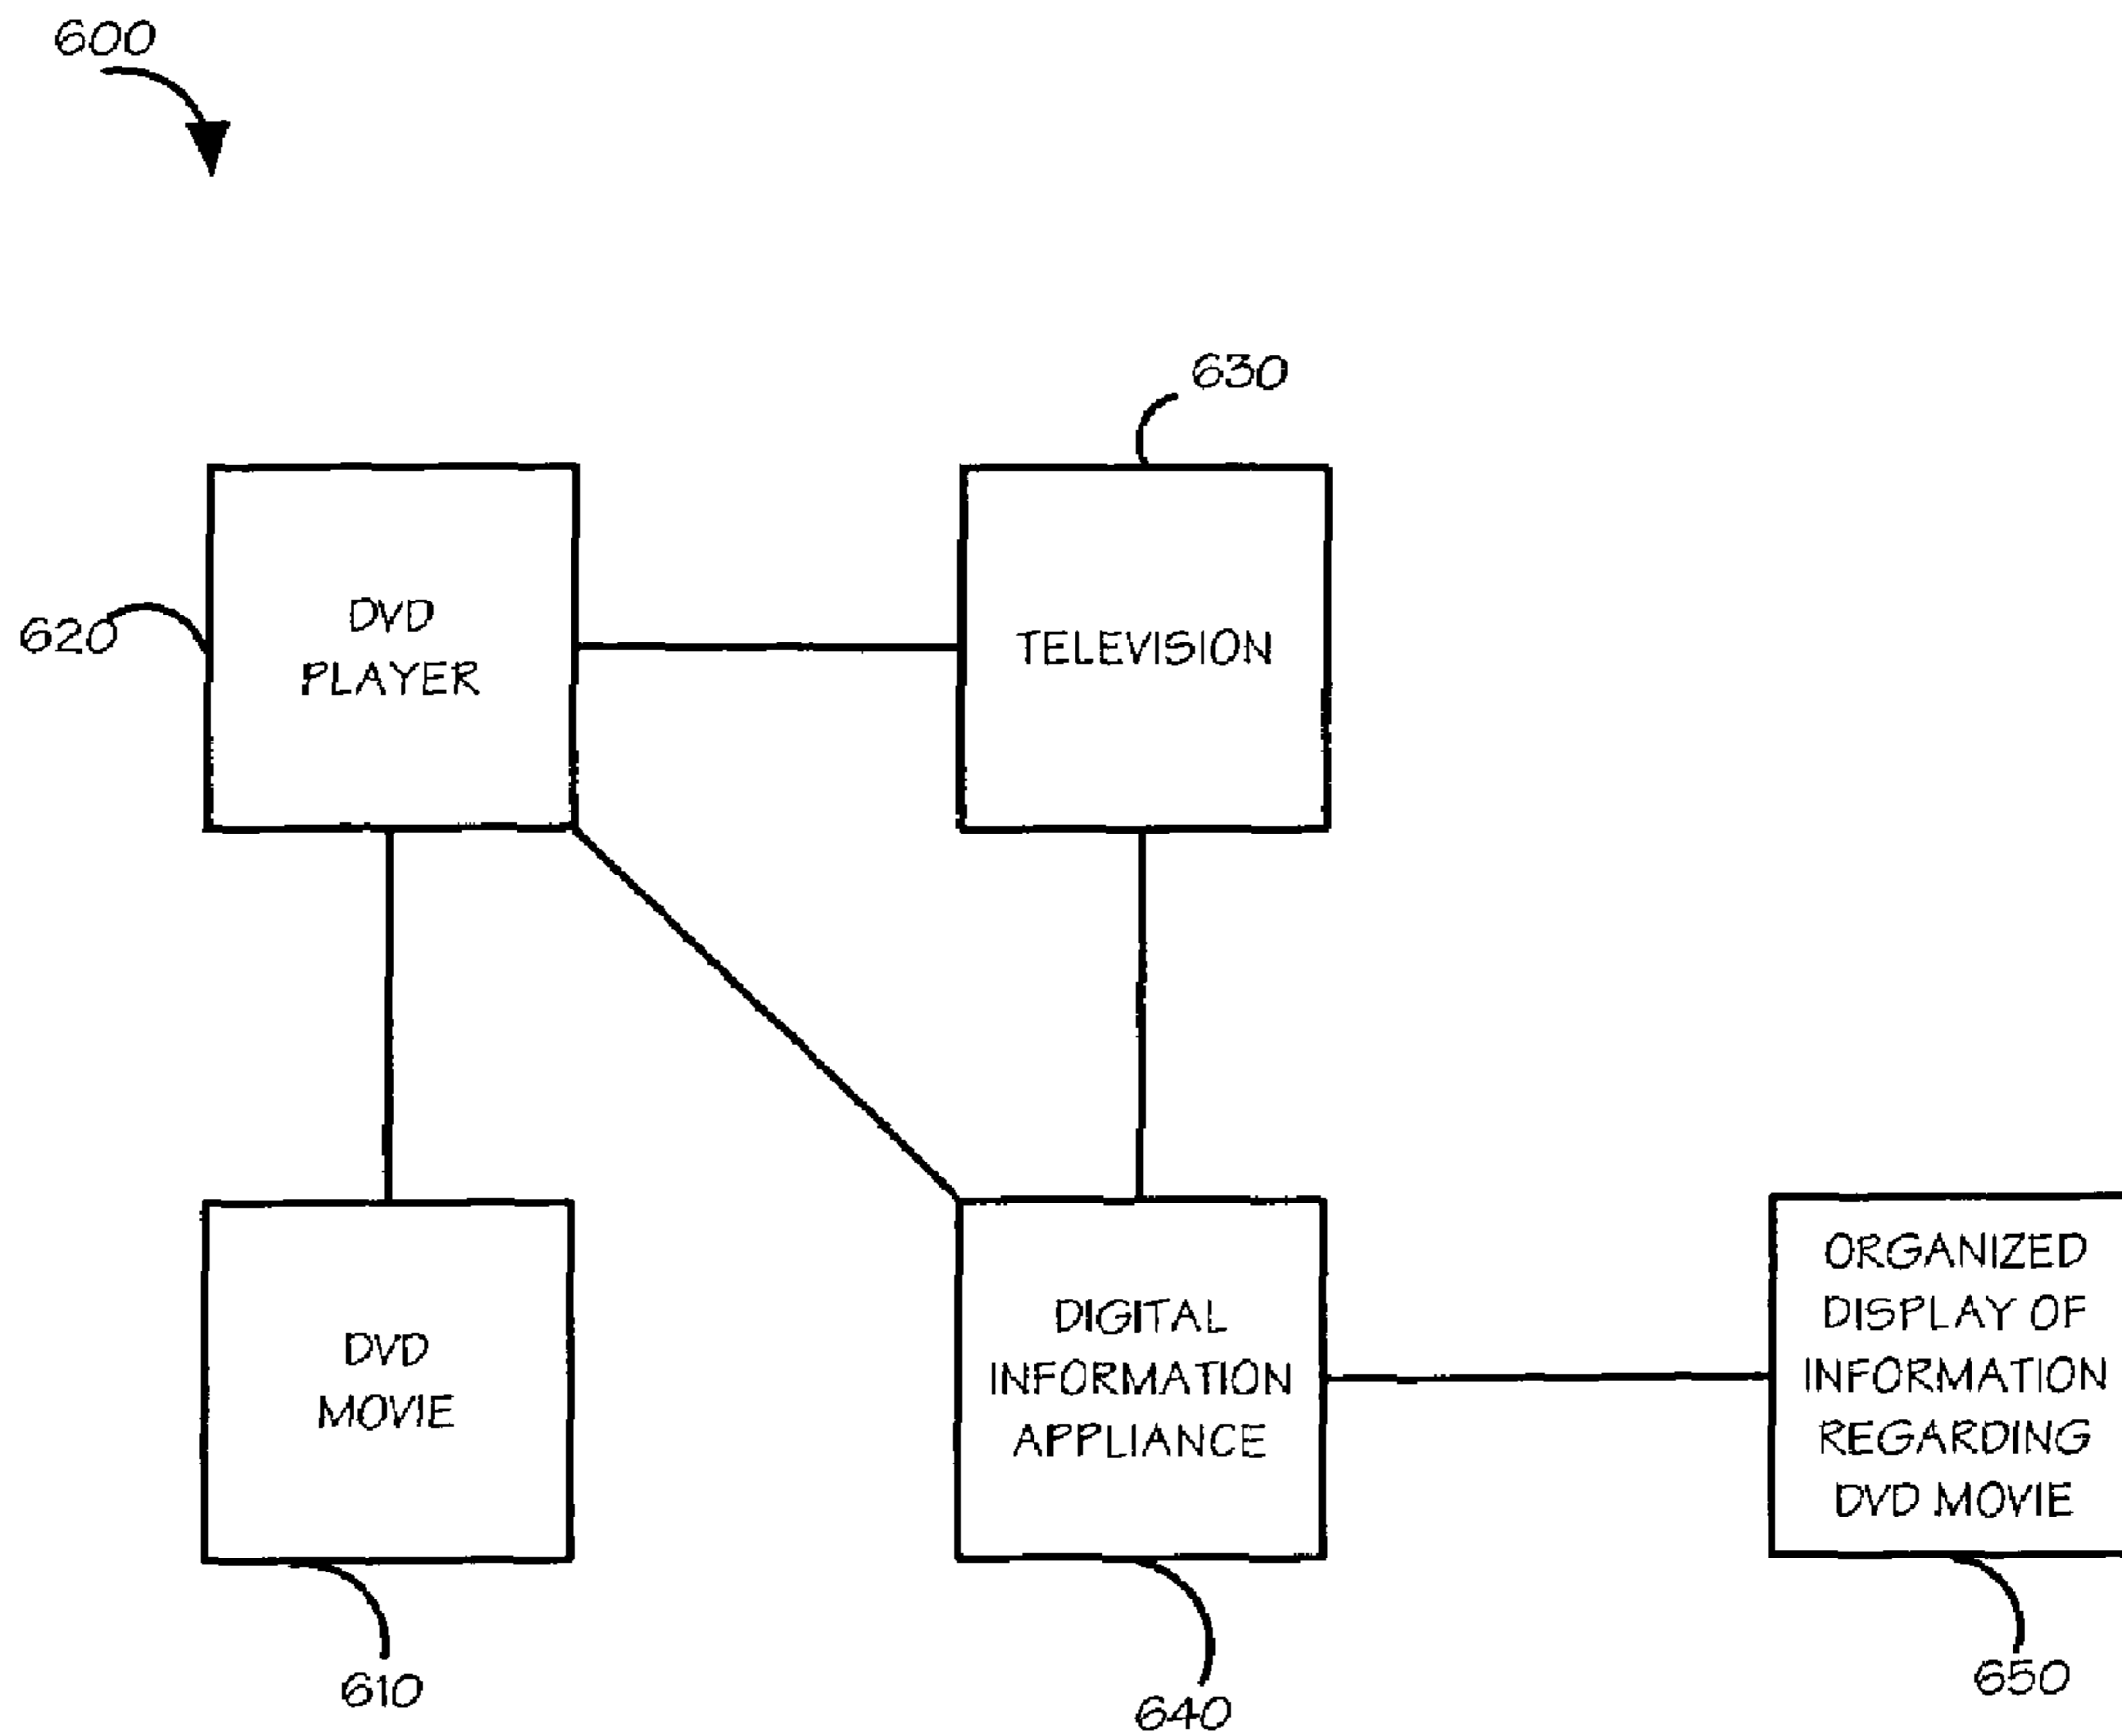 600
630
620
DVD
PLAYER
TELEVISION
DVD
MOVIE
DIGITAL
INFORMATION
APPLIANCE
ORGANIZED
DISPLAY OF
INFORMATION
REGARDING
DVD MOVIE
610
640
650